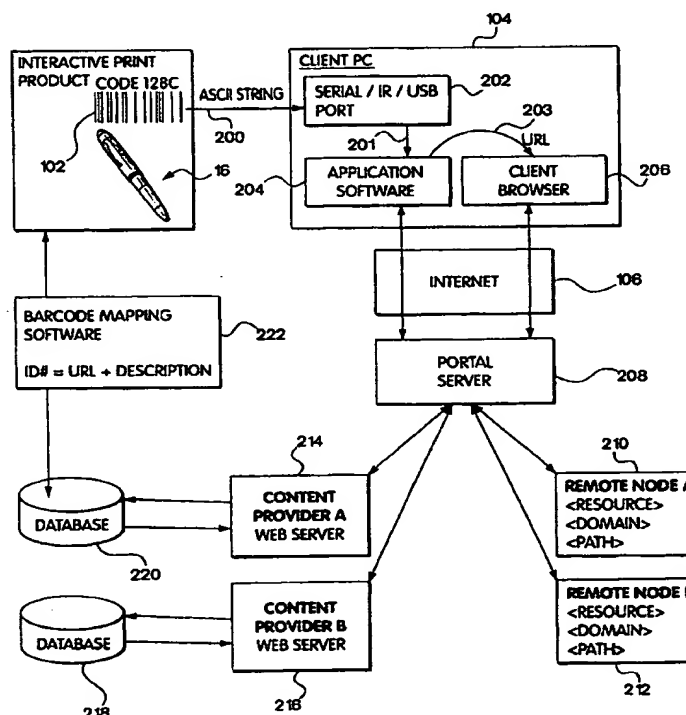 104
INTERACTIVE PRINT
PRODUCT
CODE 128C
102
16
ASCII STRING
200
CLIENT PC
SERIAL / IR / USB
PORT
202
201
203
URL
204
APPLICATION
SOFTWARE
CLIENT
BROWSER
206
INTERNET
106
BARCODE MAPPING
SOFTWARE
ID# = URL + DESCRIPTION
222
PORTAL
SERVER
208
214
210
DATABASE
220
CONTENT
PROVIDER A
WEB SERVER
REMOTE NODE A
<RESOURCE>
<DOMAIN>
<PATH>
DATABASE
218
CONTENT
PROVIDER B
WEB SERVER
216
REMOTE NODE
<RESOURCE>
<DOMAIN>
<PATH>
212